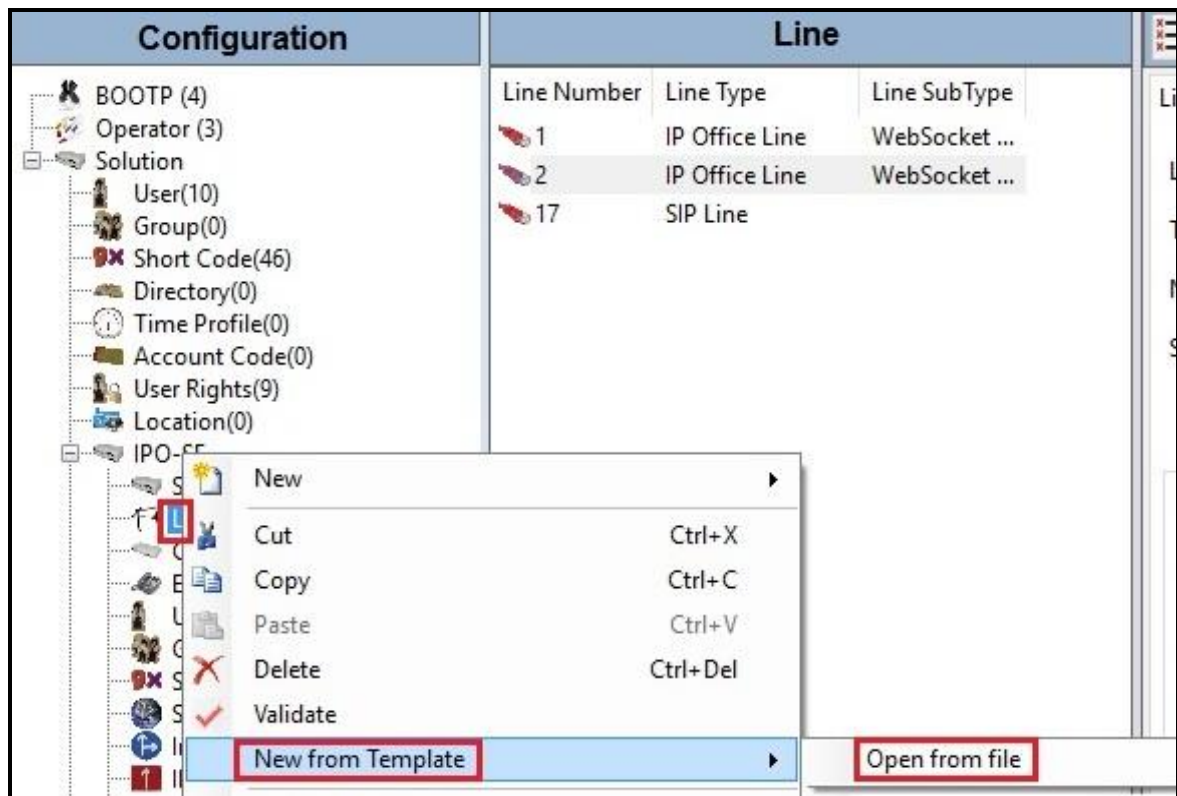 Configuration
BOOTP (4)
Operator (3)
Solution
User(10)
Group(0)
Short Code(46)
Directory(0)
Time Profile(0)
Account Code(0)
User Rights(9)
Location(0)
Line
Line Number Line Type Line SubType
1 IP Office Line WebSocket ...
2 IP Office Line WebSocket ...
17 SIP Line
New
Cut Ctrl+X
Copy Ctrl+C
Paste Ctrl+V
Delete Ctrl+Del
Validate
New from Template
Open from file